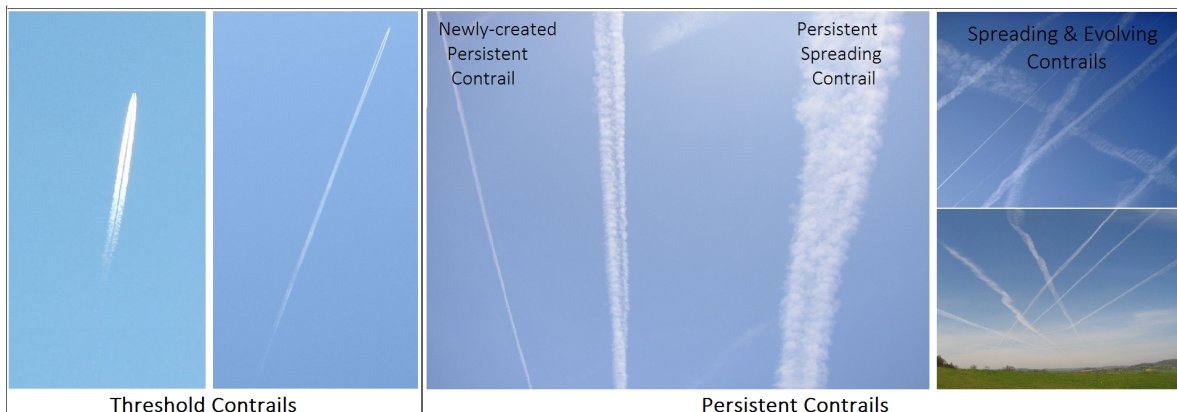 Newly-created
Persistent
Contrail
Persistent
Spreading
Contrail
Spreading & Evolving
Contrails
Threshold Contrails
Persistent Contrails